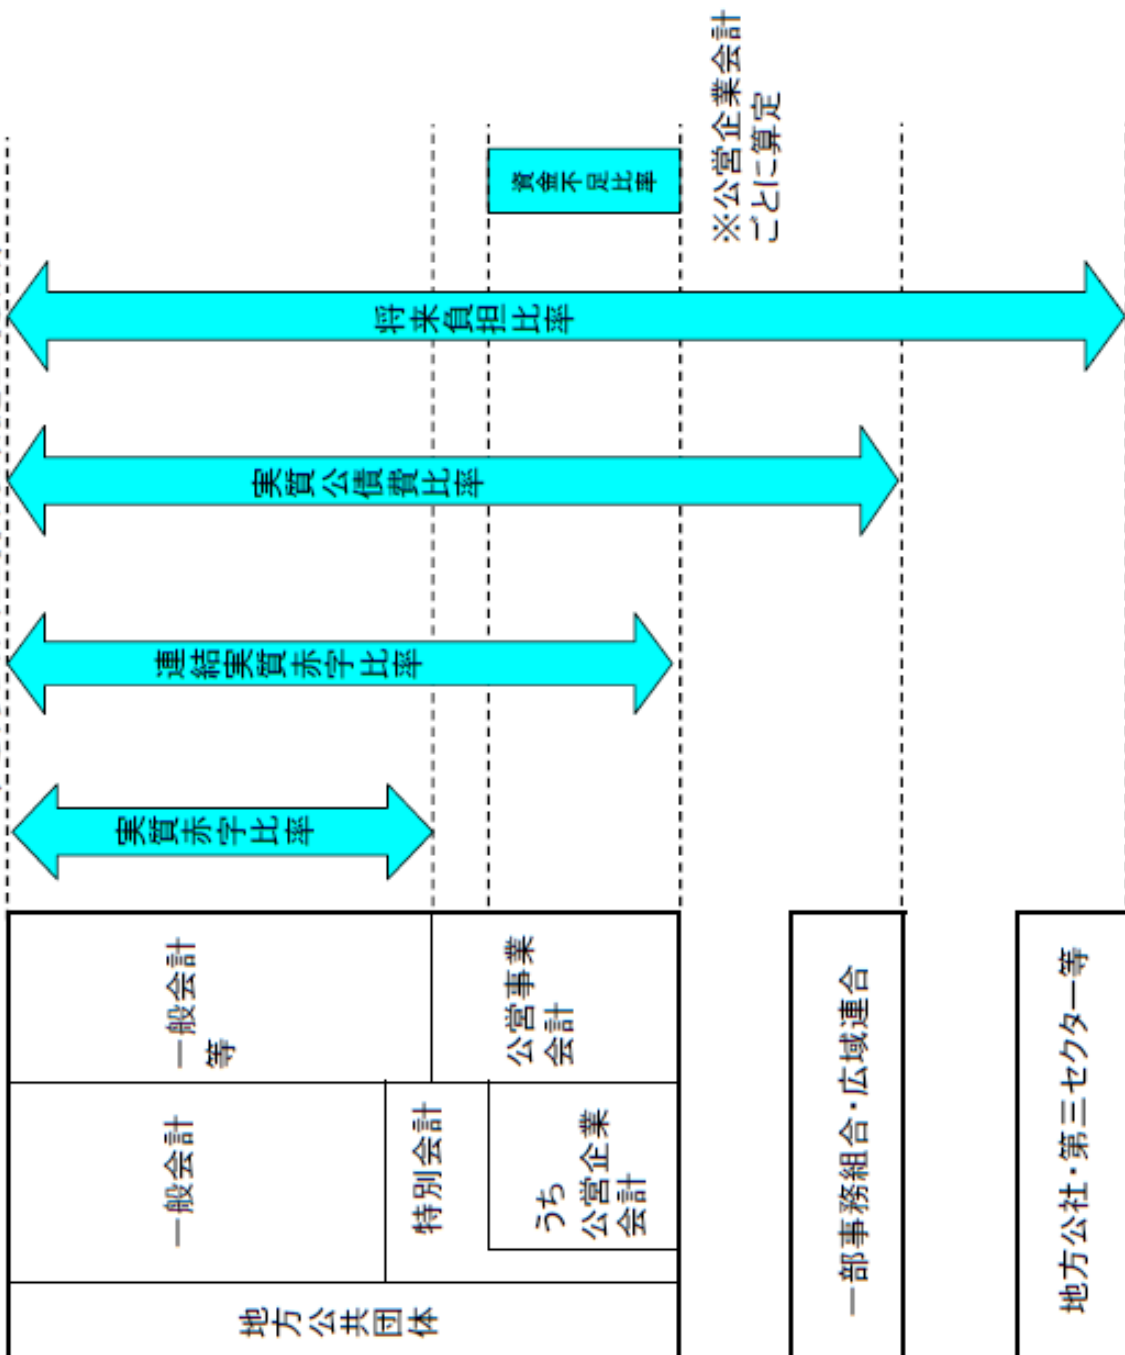 地方公共団体
一般会計
特別会計
うち
公営企業
会計
一般会計
等
公営事業
会計
一部事務組合・広域連合
地方公社・第三セクター等
実質赤字比率
連結実質赤字比率
実質公債費比率
将来負担比率
資金不足比率
※公営企業会計
ごとに算定